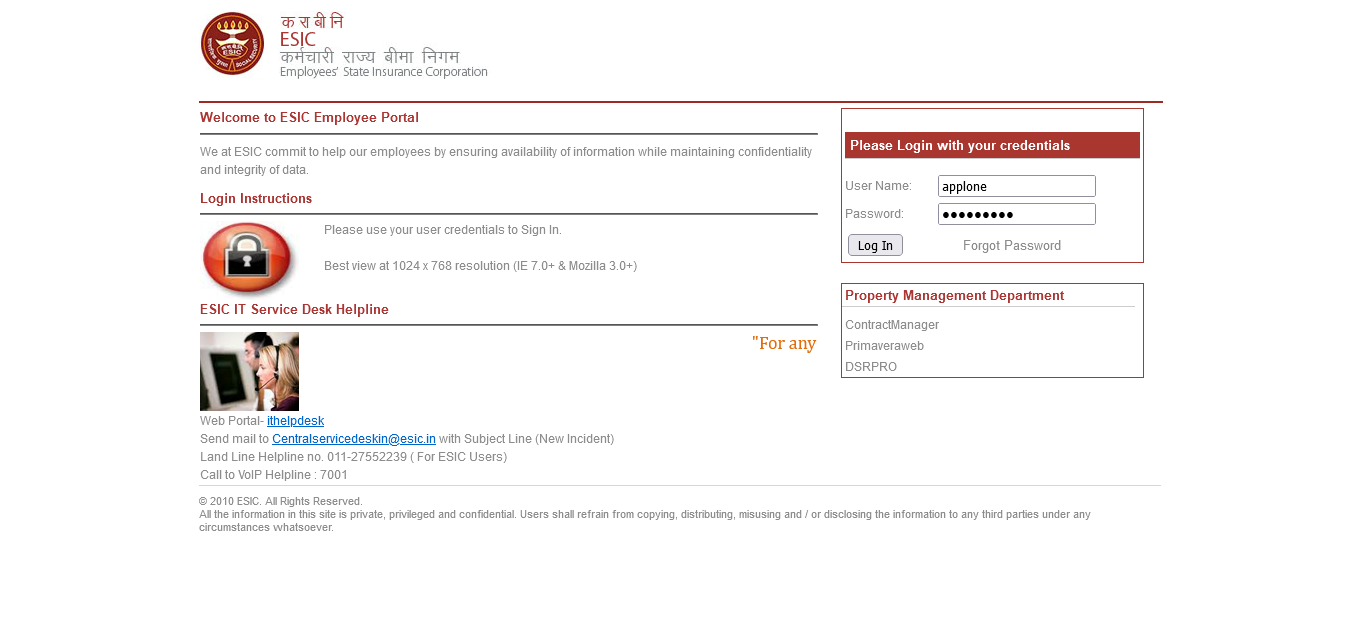 क रा बी नि
ESIC
कर्मचारी राज्य बीमा निगम
Employees' State Insurance Corporation
Welcome to ESIC Employee Portal
We at ESIC commit to help our employees by ensuring availability of information while maintaining confidentiality
and integrity of data.
Login Instructions
Please use your user credentials to Sign In.
Best view at 1024 x 768 resolution (IE 7.0+ & Mozilla 3.0+)
ESIC IT Service Desk Helpline
"For any
Web Portal- ithelpdesk
Send mail to Centralservicedeskin@esic.in with Subject Line (New Incident)
Land Line Helpline no. 011-27552239 ( For ESIC Users)
Call to VoIP Helpline : 7001
Please Login with your credentials
User Name: applone
Password: ●●●●●●●●●
Log In Forgot Password
Property Management Department
ContractManager
Primaveraweb
DSRPRO
© 2010 ESIC. All Rights Reserved.
All the information in this site is private, privileged and confidential. Users shall refrain from copying, distributing, misusing and / or disclosing the information to any third parties under any
circumstances whatsoever.